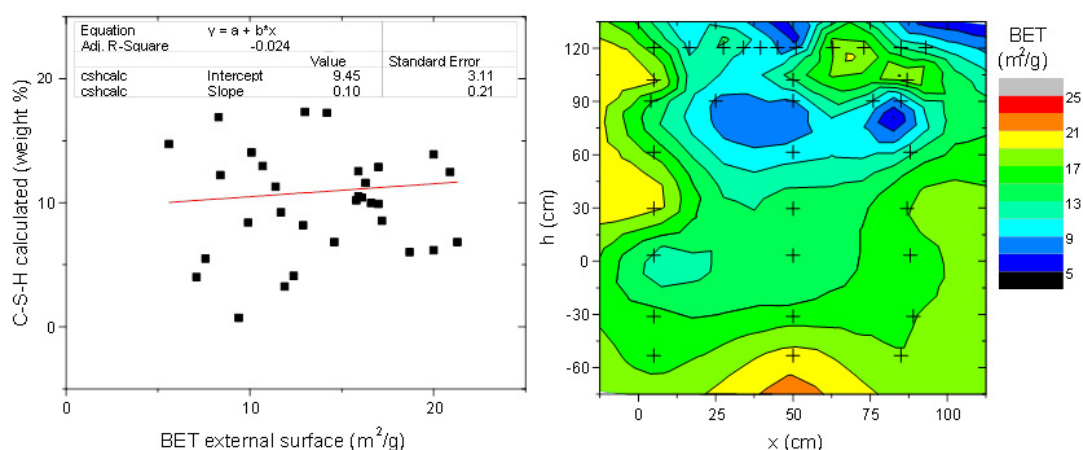 Equation y = a + b*x
Adj. R-Square -0.024
Value Standard Error
cshcalc Intercept 9.45 3.11
cshcalc Slope 0.10 0.21
20
10
0
C-S-H calculated (weight %)
0 10 20
BET external surface (m²/g)
120
90
60
30
0
-30
-60
h (cm)
0 25 50 75 100
x (cm)
BET
(m²/g)
25
21
17
13
9
5